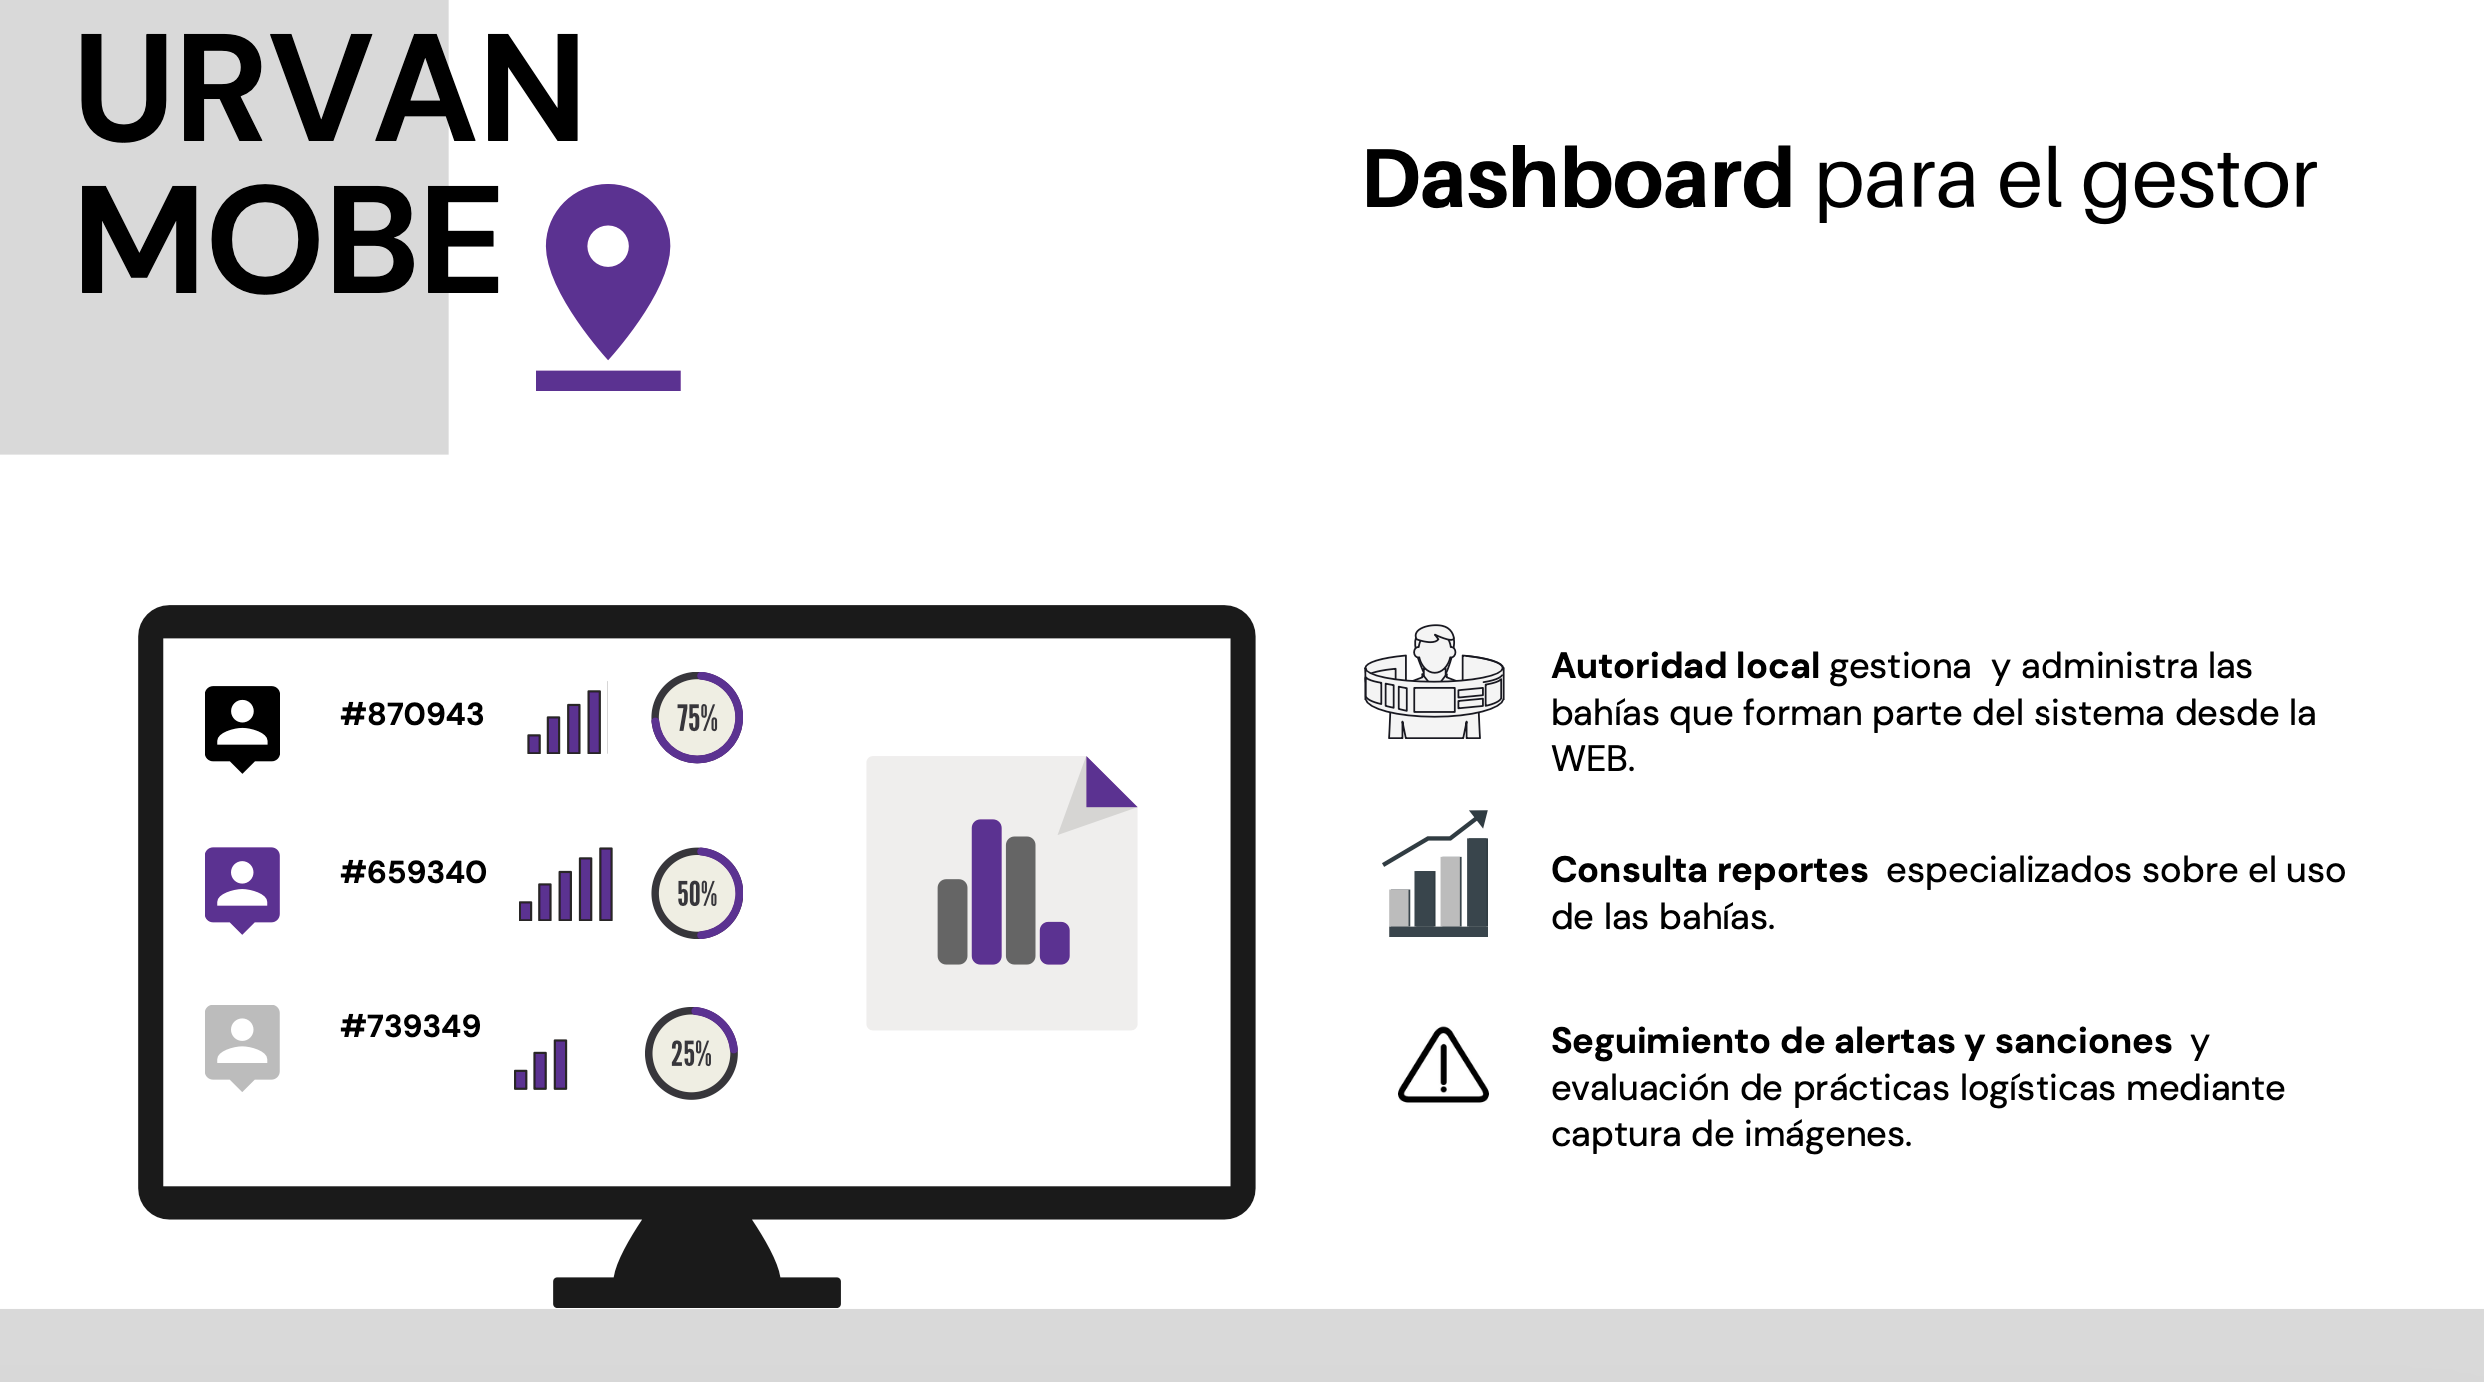 URVAN
MOBE
Dashboard para el gestor
#870943
75%
#659340
50%
#739349
25%
Autoridad local gestiona y administra las
bahías que forman parte del sistema desde la
WEB.
Consulta reportes especializados sobre el uso
de las bahías.
Seguimiento de alertas y sanciones y
evaluación de prácticas logísticas mediante
captura de imágenes.